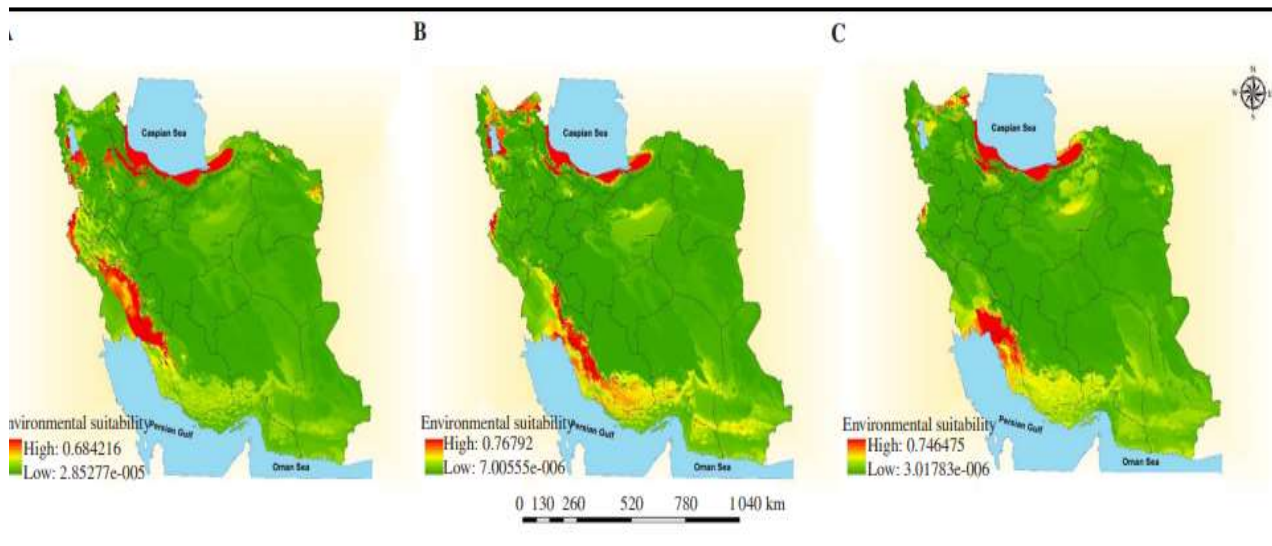 A
B
C
N
W E
S
Caspian Sea
Caspian Sea
Caspian Sea
nvironmental suitability
High: 0.684216
Low: 2.85277e-005
Persian Gulf
Oman Sea
Environmental suitability
High: 0.76792
Low: 7.00555e-006
Persian Gulf
Oman Sea
Environmental suitability
High: 0.746475
Low: 3.01783e-006
Persian Gulf
Oman Sea
0 130 260 520 780 1 040 km